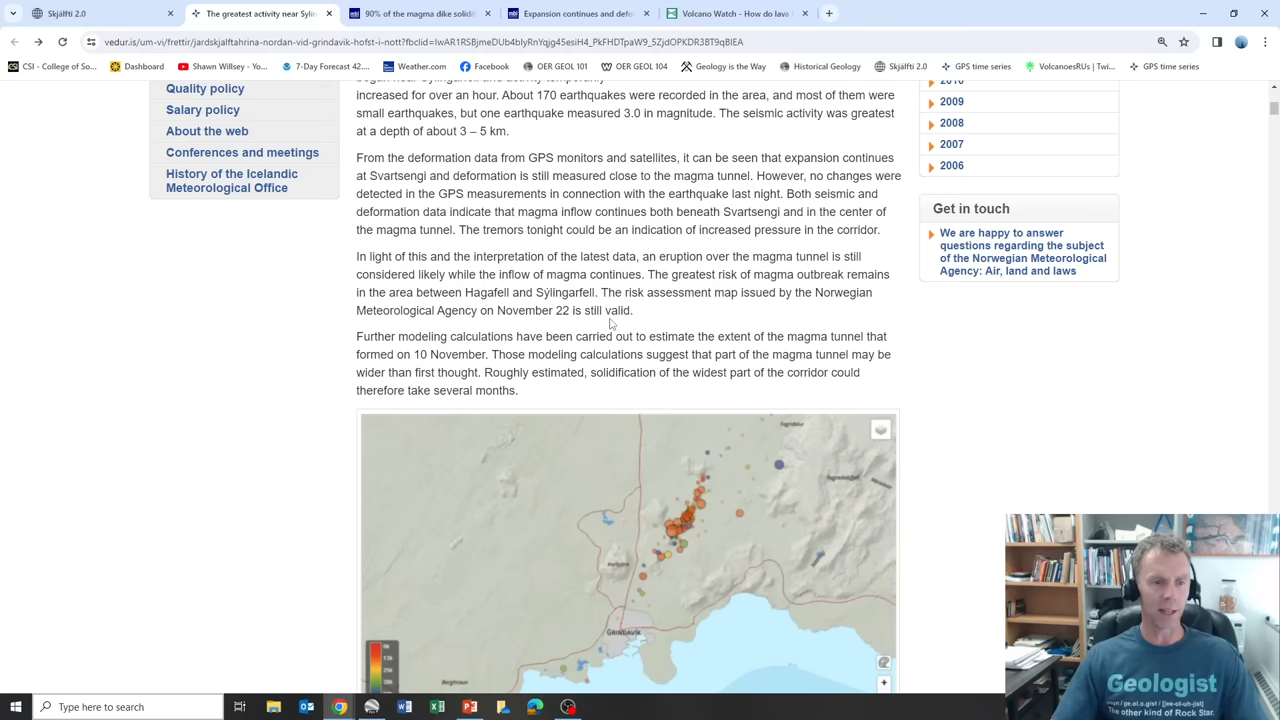 Skjálfti 2.0
The greatest activity near Sylin
90% of the magma dike solidif
Expansion continues and defo
Volcano Watch - How do lava
vedur.is/um-vi/frettir/jardskjalftahrina-nordan-vid-grindavik-hofst-i-nott?fbclid=IwAR1RSBjmeDUb4bIyRnYqjg45esiH4_PkFHDTpaW9_5ZjdOPKDR3BT9qBIEA
CSI - College of So...
Dashboard
Shawn Willsey - Yo...
7-Day Forecast 42....
Weather.com
Facebook
OER GEOL 101
OER GEOL 104
Geology is the Way
Historical Geology
Skjálfti 2.0
GPS time series
VolcanoesRUs | Twi...
GPS time series
Quality policy
Salary policy
About the web
Conferences and meetings
History of the Icelandic
Meteorological Office
increased for over an hour. About 170 earthquakes were recorded in the area, and most of them were
small earthquakes, but one earthquake measured 3.0 in magnitude. The seismic activity was greatest
at a depth of about 3 – 5 km.
From the deformation data from GPS monitors and satellites, it can be seen that expansion continues
at Svartsengi and deformation is still measured close to the magma tunnel. However, no changes were
detected in the GPS measurements in connection with the earthquake last night. Both seismic and
deformation data indicate that magma inflow continues both beneath Svartsengi and in the center of
the magma tunnel. The tremors tonight could be an indication of increased pressure in the corridor.
In light of this and the interpretation of the latest data, an eruption over the magma tunnel is still
considered likely while the inflow of magma continues. The greatest risk of magma outbreak remains
in the area between Hagafell and Sýlingarfell. The risk assessment map issued by the Norwegian
Meteorological Agency on November 22 is still valid.
Further modeling calculations have been carried out to estimate the extent of the magma tunnel that
formed on 10 November. Those modeling calculations suggest that part of the magma tunnel may be
wider than first thought. Roughly estimated, solidification of the widest part of the corridor could
therefore take several months.
GRINDAVÍK
2010
2009
2008
2007
2006
Get in touch
We are happy to answer
questions regarding the subject
of the Norwegian Meteorological
Agency: Air, land and laws
Geologist
The other kind of Rock Star.
Type here to search